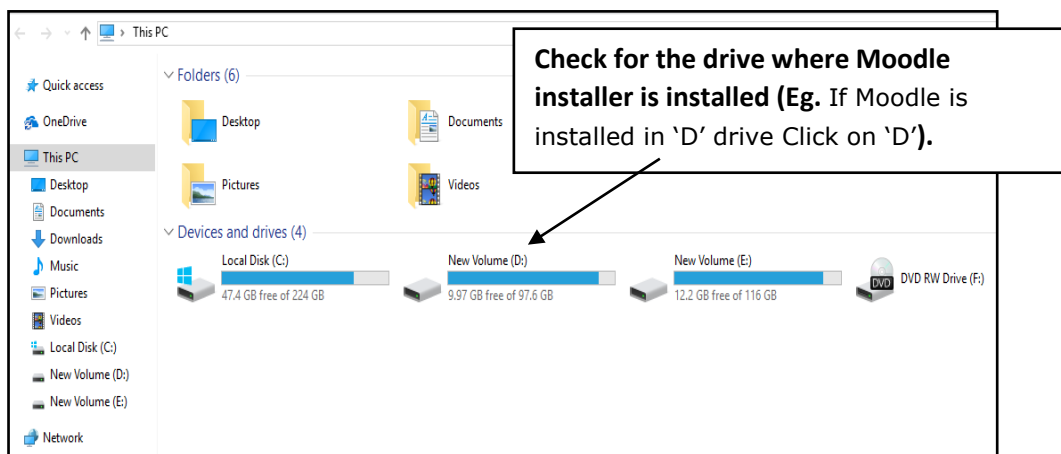 This PC
Check for the drive where Moodle
installer is installed (Eg. If Moodle is
installed in ‘D’ drive Click on ‘D’).
Quick access
OneDrive
This PC
Desktop
Documents
Downloads
Music
Pictures
Videos
Local Disk (C:)
New Volume (D:)
New Volume (E:)
Network
Folders (6)
Desktop
Documents
Pictures
Videos
Devices and drives (4)
Local Disk (C:)
47.4 GB free of 224 GB
New Volume (D:)
9.97 GB free of 97.6 GB
New Volume (E:)
12.2 GB free of 116 GB
DVD
DVD RW Drive (F:)